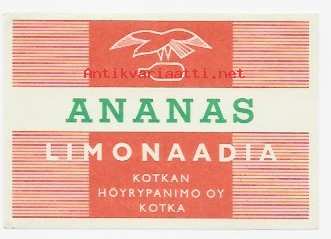 Antikvariaatti.net
ANANAS
LIMONAADIA
KOTKAN
HÖYRYPANIMO OY
KOTKA